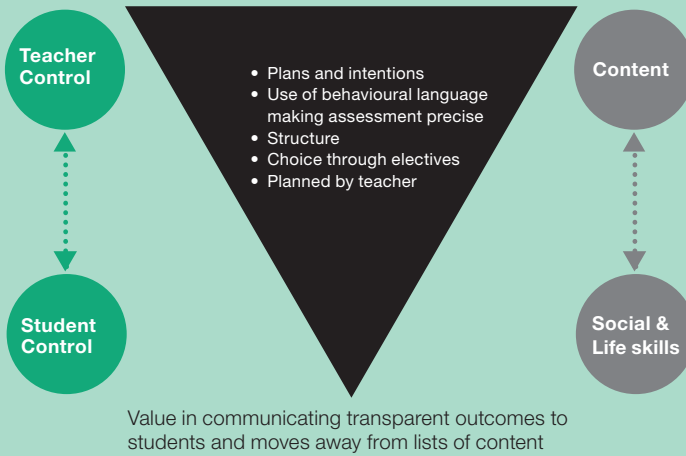 Teacher
Control
• Plans and intentions
• Use of behavioural language
making assessment precise
• Structure
• Choice through electives
• Planned by teacher
Content
Student
Control
Social &
Life skills
Value in communicating transparent outcomes to
students and moves away from lists of content